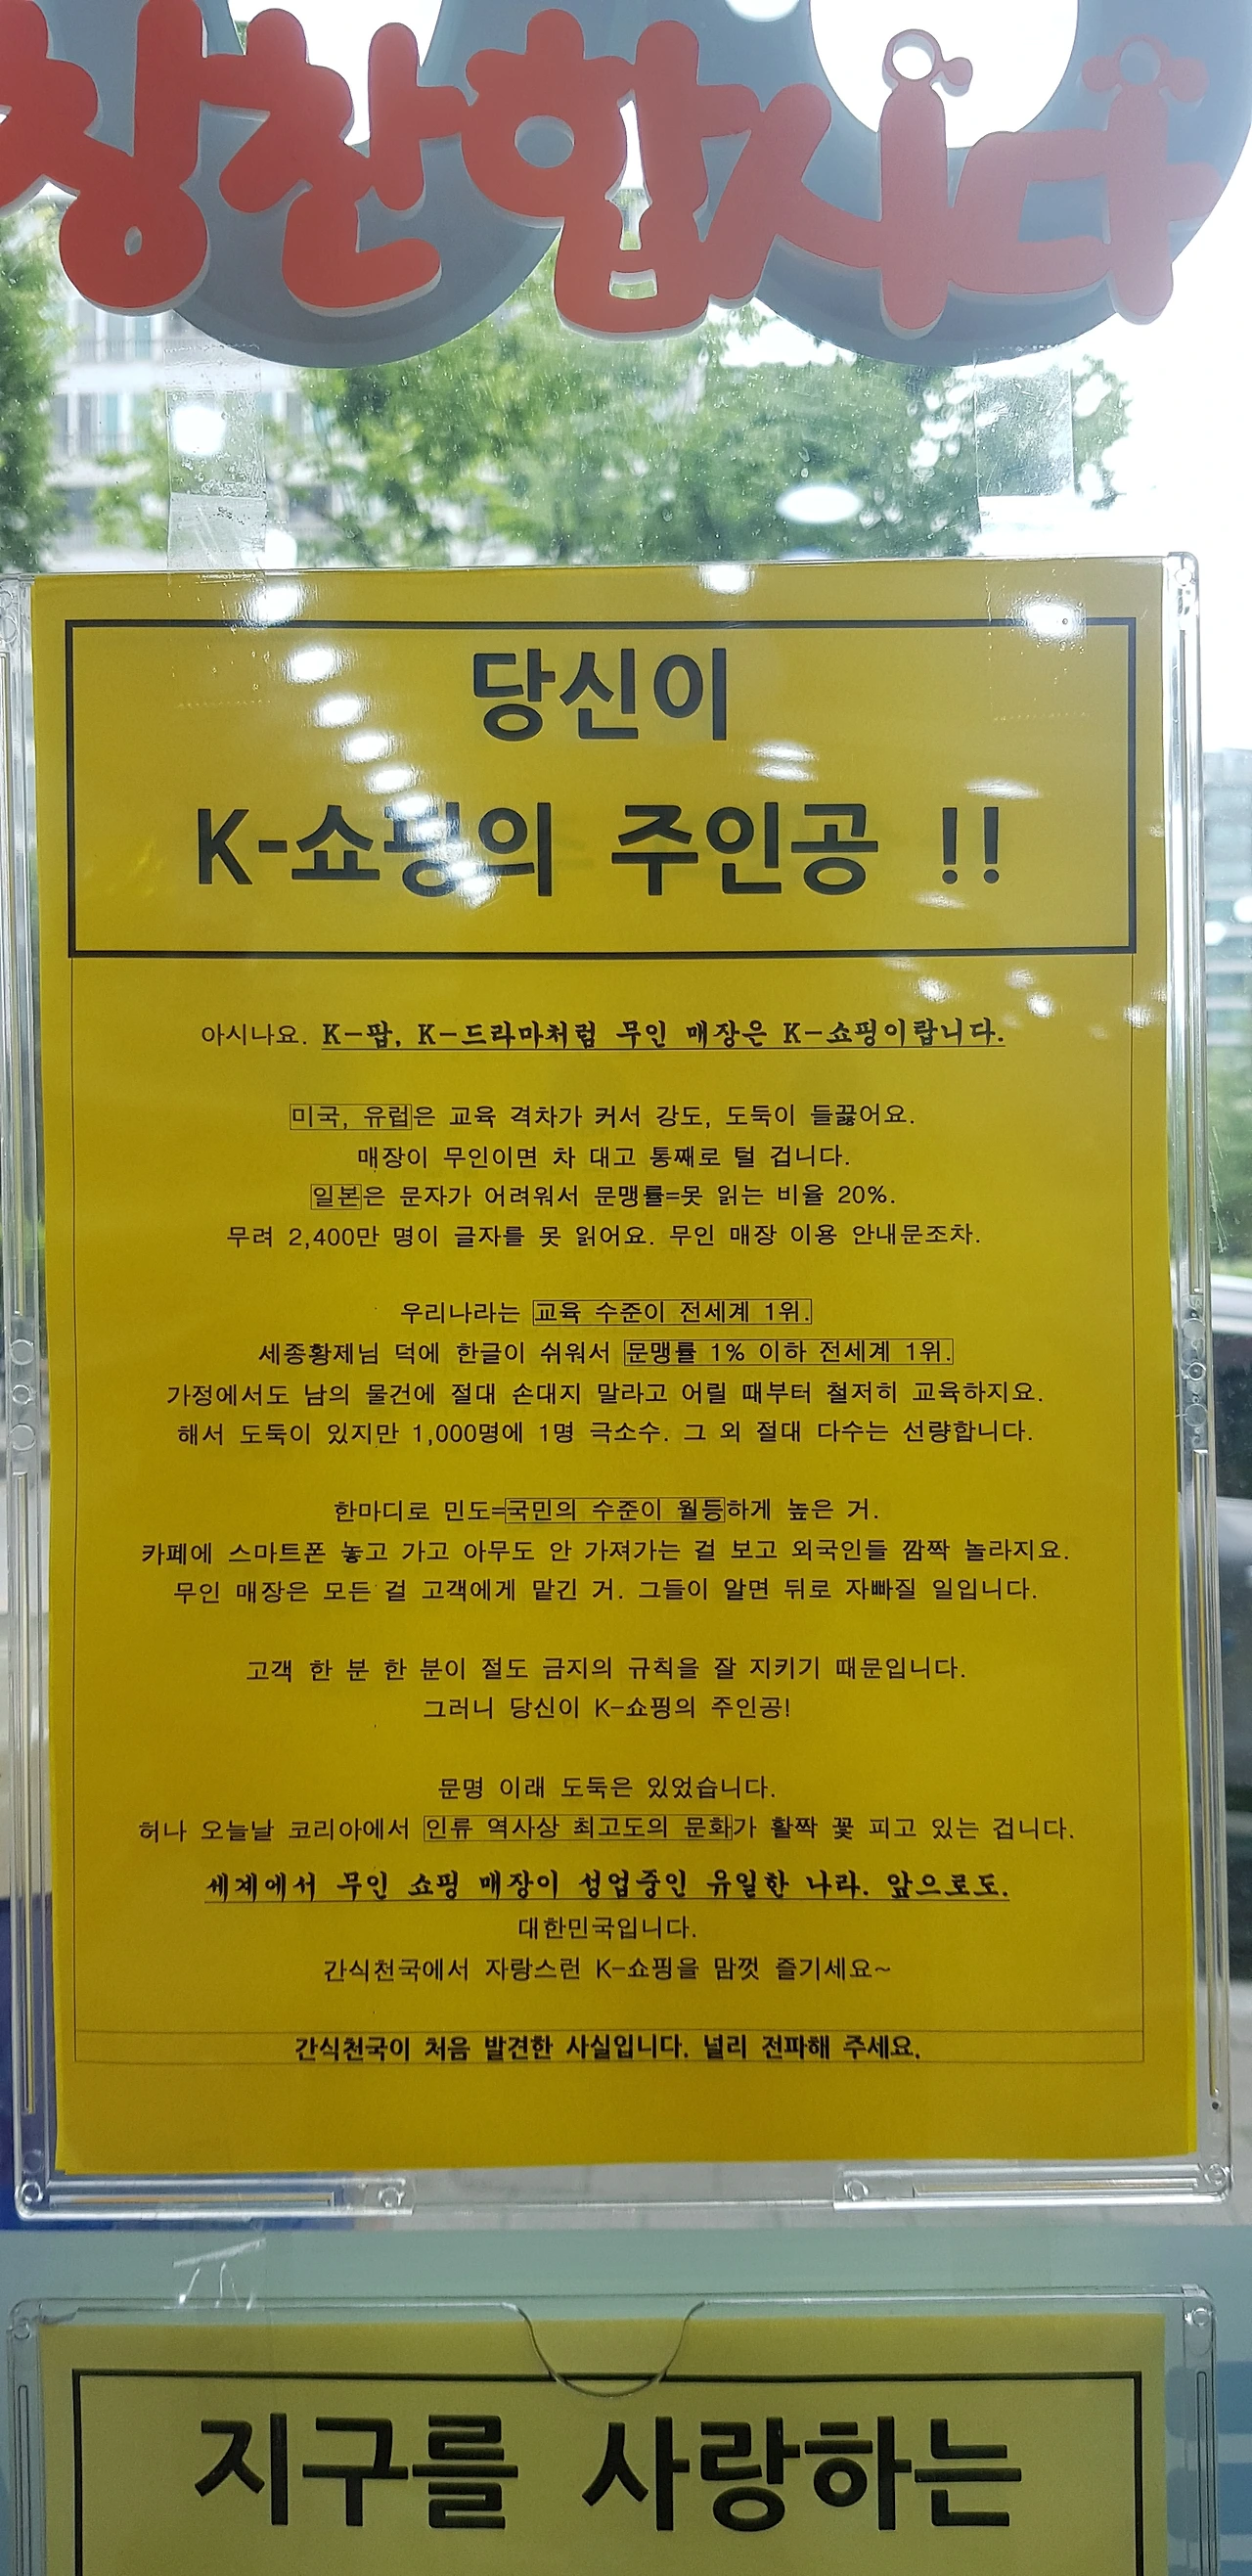 칭찬합시다
당신이
K-쇼핑의 주인공 !!
아시나요. K-팝, K-드라마처럼 무인 매장은 K-쇼핑이랍니다.
미국, 유럽은 교육 격차가 커서 강도, 도둑이 들끓어요.
매장이 무인이면 차 대고 통째로 털 겁니다.
일본은 문자가 어려워서 문맹률=못 읽는 비율 20%.
무려 2,400만 명이 글자를 못 읽어요. 무인 매장 이용 안내문조차.
우리나라는 교육 수준이 전세계 1위.
세종황제님 덕에 한글이 쉬워서 문맹률 1% 이하 전세계 1위.
가정에서도 남의 물건에 절대 손대지 말라고 어릴 때부터 철저히 교육하지요.
해서 도둑이 있지만 1,000명에 1명 극소수. 그 외 절대 다수는 선량합니다.
한마디로 민도=국민의 수준이 월등하게 높은 거.
카페에 스마트폰 놓고 가고 아무도 안 가져가는 걸 보고 외국인들 깜짝 놀라지요.
무인 매장은 모든 걸 고객에게 맡긴 거. 그들이 알면 뒤로 자빠질 일입니다.
고객 한 분 한 분이 절도 금지의 규칙을 잘 지키기 때문입니다.
그러니 당신이 K-쇼핑의 주인공!
문명 이래 도둑은 있었습니다.
허나 오늘날 코리아에서 인류 역사상 최고도의 문화가 활짝 꽃 피고 있는 겁니다.
세계에서 무인 쇼핑 매장이 성업중인 유일한 나라. 앞으로도.
대한민국입니다.
간식천국에서 자랑스런 K-쇼핑을 맘껏 즐기세요~
간식천국이 처음 발견한 사실입니다. 널리 전파해 주세요.
지구를 사랑하는